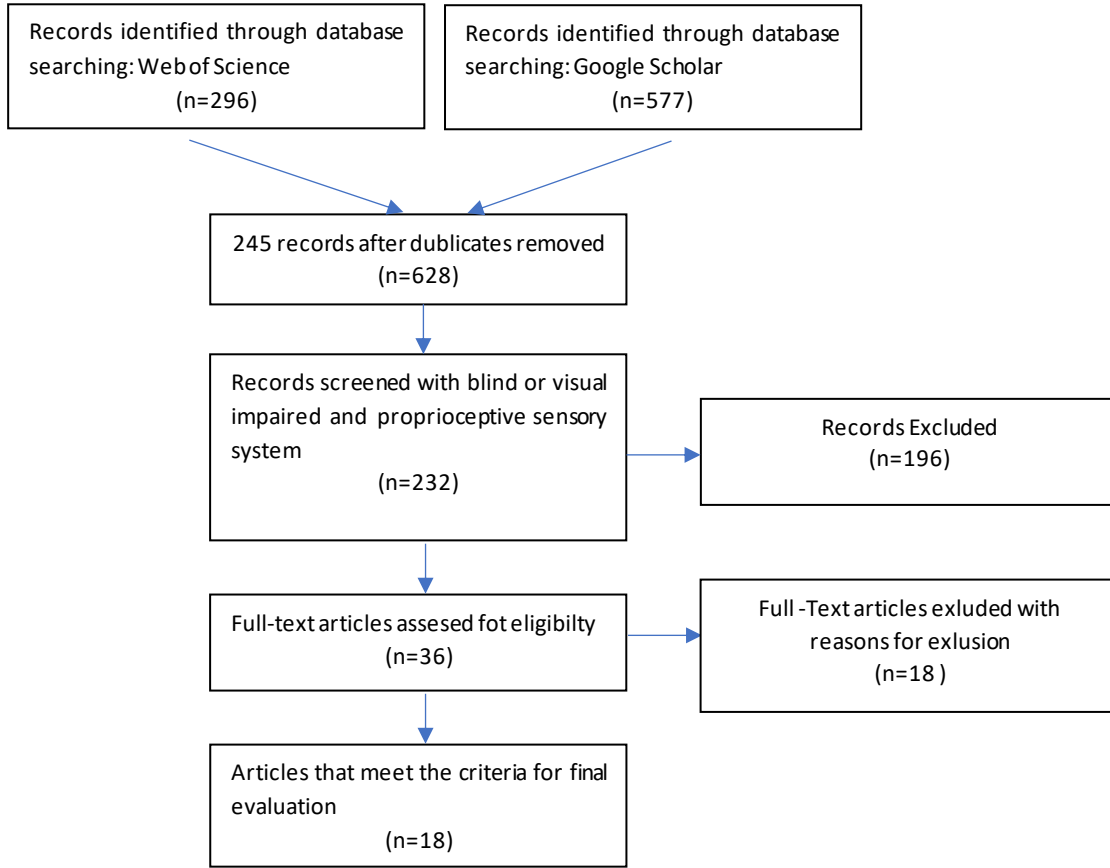 Records identified through database
searching: Web of Science
(n=296)
Records identified through database
searching: Google Scholar
(n=577)
245 records after dublicates removed
(n=628)
Records screened with blind or visual
impaired and proprioceptive sensory
system
(n=232)
Records Excluded
(n=196)
Full-text articles assesed fot eligibilty
(n=36)
Full -Text articles exluded with
reasons for exlusion
(n=18 )
Articles that meet the criteria for final
evaluation
(n=18)